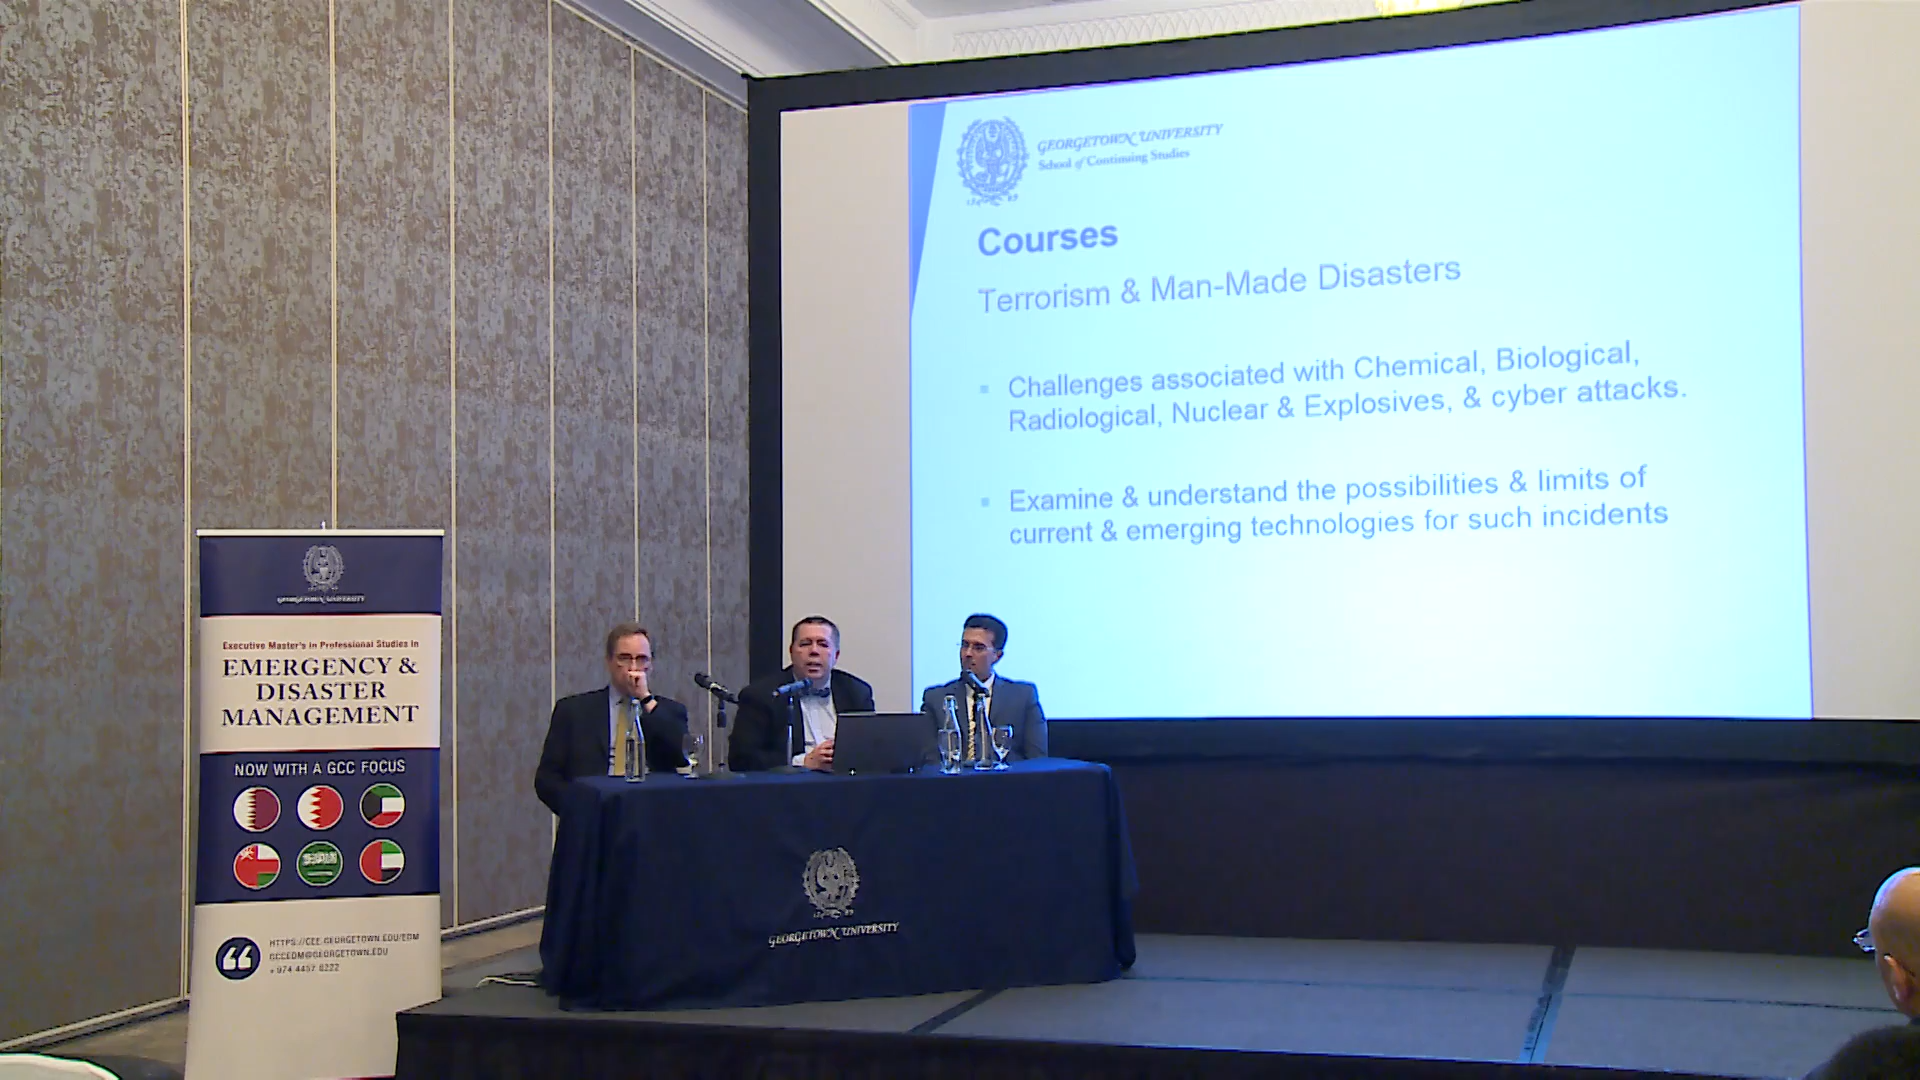 GEORGETOWN UNIVERSITY
School of Continuing Studies
Courses
Terrorism & Man-Made Disasters
Challenges associated with Chemical, Biological,
Radiological, Nuclear & Explosives, & cyber attacks.
Examine & understand the possibilities & limits of
current & emerging technologies for such incidents
GEORGETOWN UNIVERSITY
Executive Master's in Professional Studies in
EMERGENCY &
DISASTER
MANAGEMENT
NOW WITH A GCC FOCUS
HTTPS://CEE.GEORGETOWN.EDU/EDM
GCCEDM@GEORGETOWN.EDU
GEORGETOWN UNIVERSITY